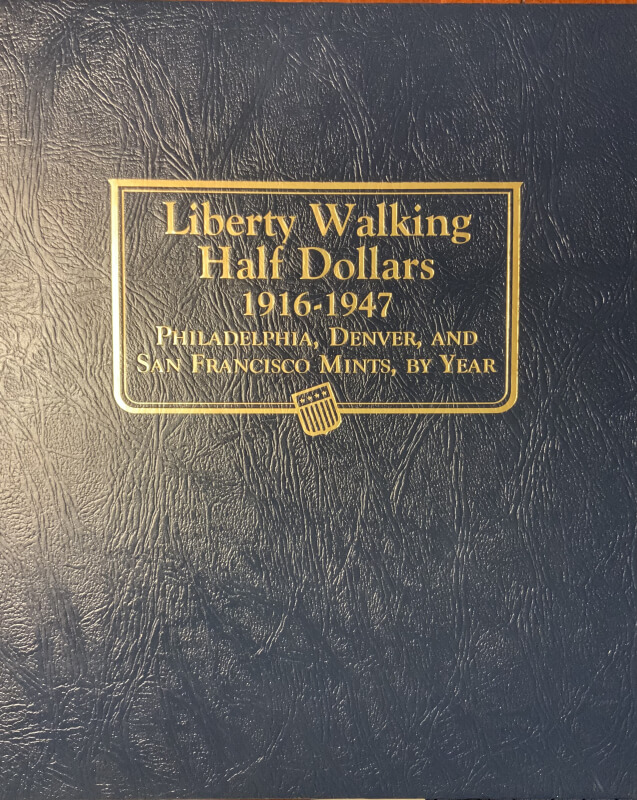 Liberty Walking
Half Dollars
1916-1947
Philadelphia, Denver, and
San Francisco Mints, by Year